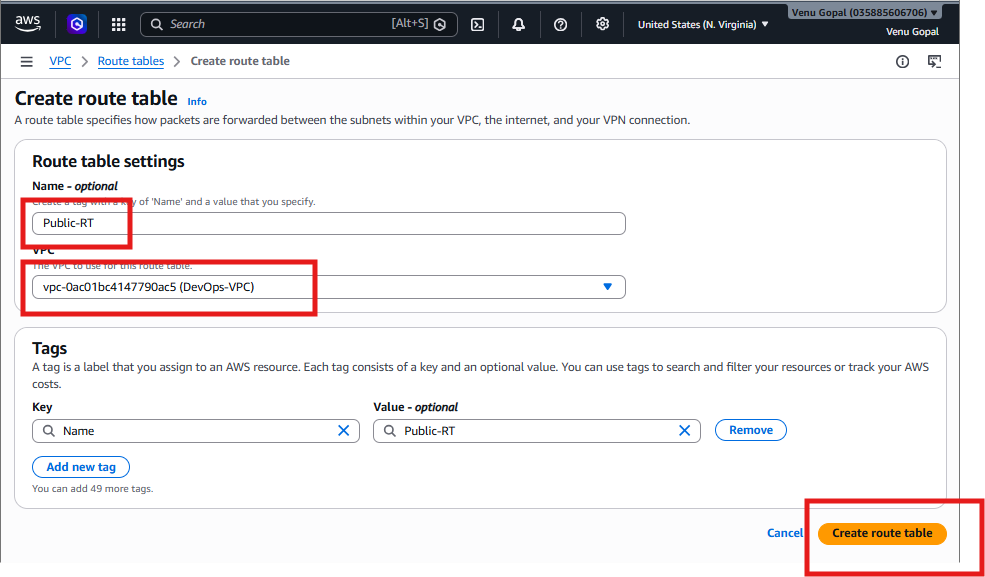 aws
Search
[Alt+S]
United States (N. Virginia)
Venu Gopal (035885606706)
Venu Gopal
VPC > Route tables > Create route table
Create route table Info
A route table specifies how packets are forwarded between the subnets within your VPC, the internet, and your VPN connection.
Route table settings
Name - optional
Create a tag with a key of 'Name' and a value that you specify.
Public-RT
VPC
The VPC to use for this route table.
vpc-0ac01bc4147790ac5 (DevOps-VPC)
Tags
A tag is a label that you assign to an AWS resource. Each tag consists of a key and an optional value. You can use tags to search and filter your resources or track your AWS
costs.
Key Value - optional
Name Public-RT Remove
Add new tag
You can add 49 more tags.
Cancel Create route table